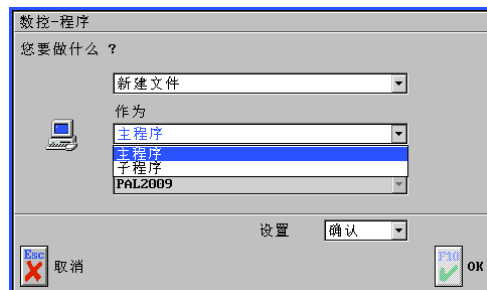 数控-程序
您要做什么 ?
新建文件
作为
主程序
主程序
子程序
PAL2009
设置 确认
Esc 取消 F10 OK